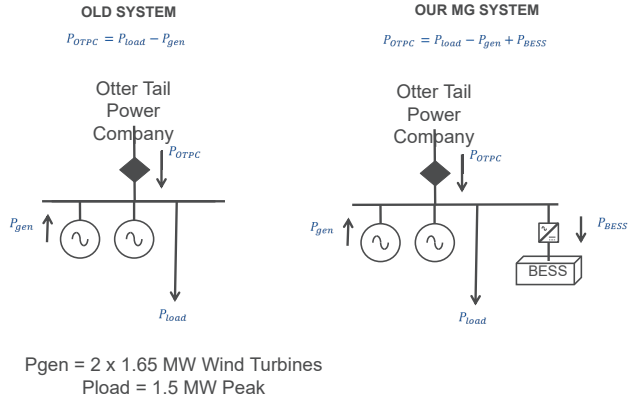 OLD SYSTEM
P_OTPC = P_load − P_gen
Otter Tail
Power
Company
P_OTPC
P_gen
P_load
OUR MG SYSTEM
P_OTPC = P_load − P_gen + P_BESS
Otter Tail
Power
Company
P_OTPC
P_gen
P_BESS
BESS
P_load
Pgen = 2 x 1.65 MW Wind Turbines
Pload = 1.5 MW Peak